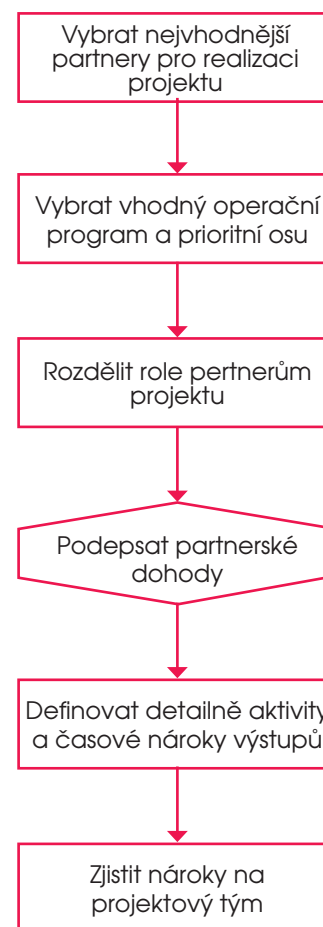 Vybrat nejvhodnější
partnery pro realizaci
projektu
Vybrat vhodný operační
program a prioritní osu
Rozdělit role pertnerům
projektu
Podepsat partnerské
dohody
Definovat detailně aktivity
a časové nároky výstupů
Zjistit nároky na
projektový tým